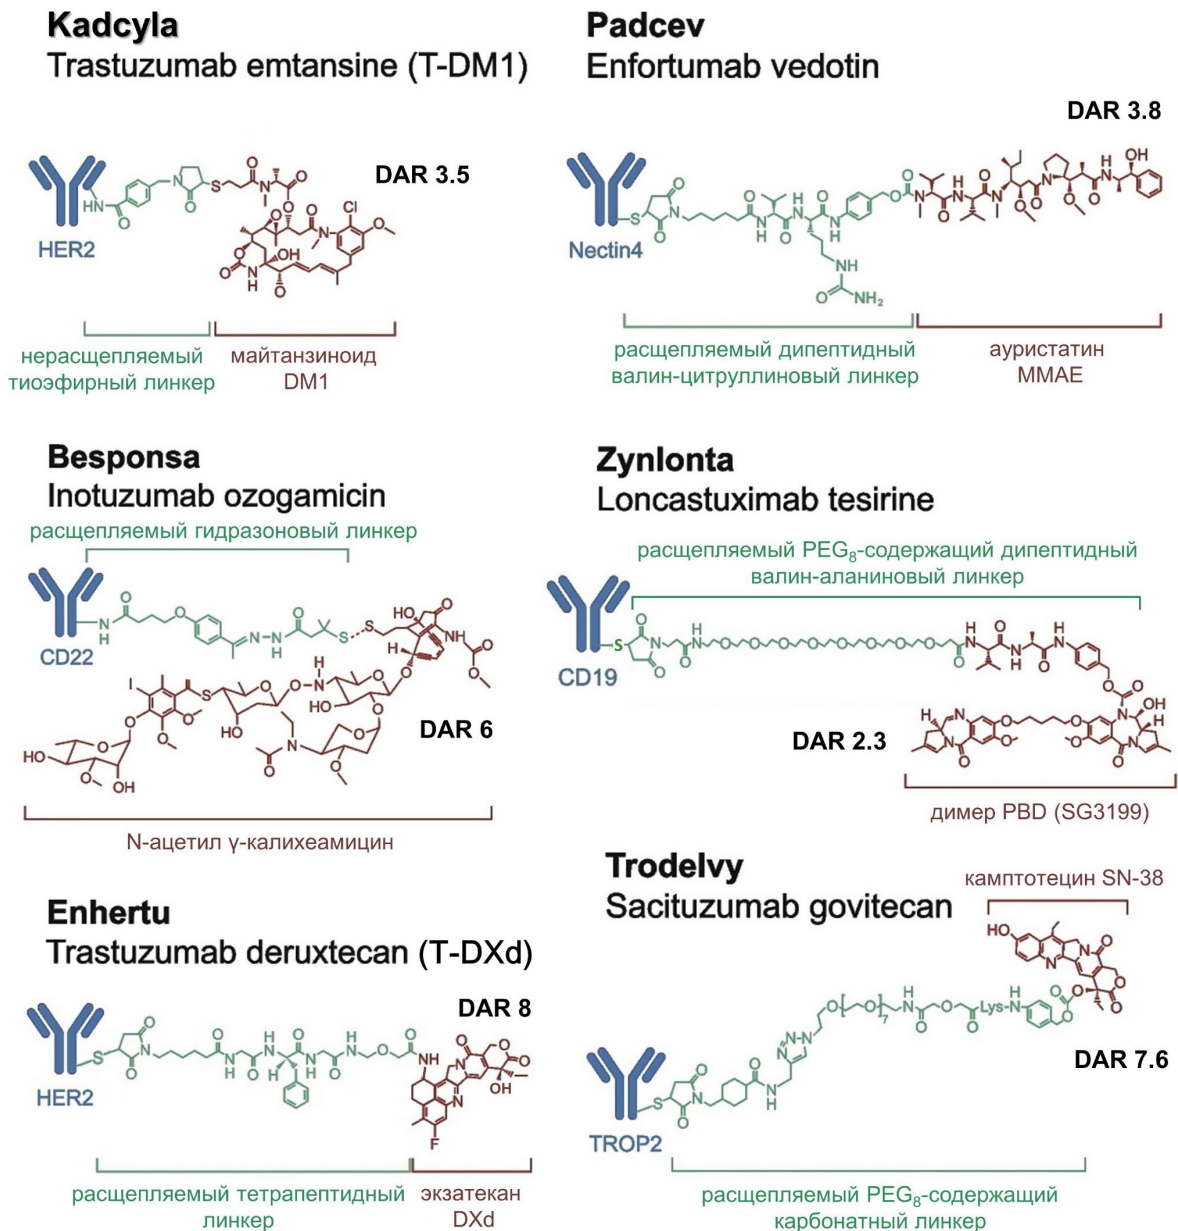 Kadcyla
Trastuzumab emtansine (T-DM1)
DAR 3.5
HER2
нерасщепляемый
тиоэфирный линкер
майтанзиноид
DM1
Padcev
Enfortumab vedotin
DAR 3.8
Nectin4
расщепляемый дипептидный
валин-цитруллиновый линкер
ауристатин
MMAE
Besponsa
Inotuzumab ozogamicin
расщепляемый гидразоновый линкер
CD22
DAR 6
N-ацетил γ-калихеамицин
Zynlonta
Loncastuximab tesirine
расщепляемый PEG8-содержащий дипептидный
валин-аланиновый линкер
CD19
DAR 2.3
димер PBD (SG3199)
Enhertu
Trastuzumab deruxtecan (T-DXd)
DAR 8
HER2
расщепляемый тетрапептидный
линкер
экзатекан
DXd
Trodelvy
Sacituzumab govitecan
камптотецин SN-38
Lys
DAR 7.6
TROP2
расщепляемый PEG8-содержащий
карбонатный линкер